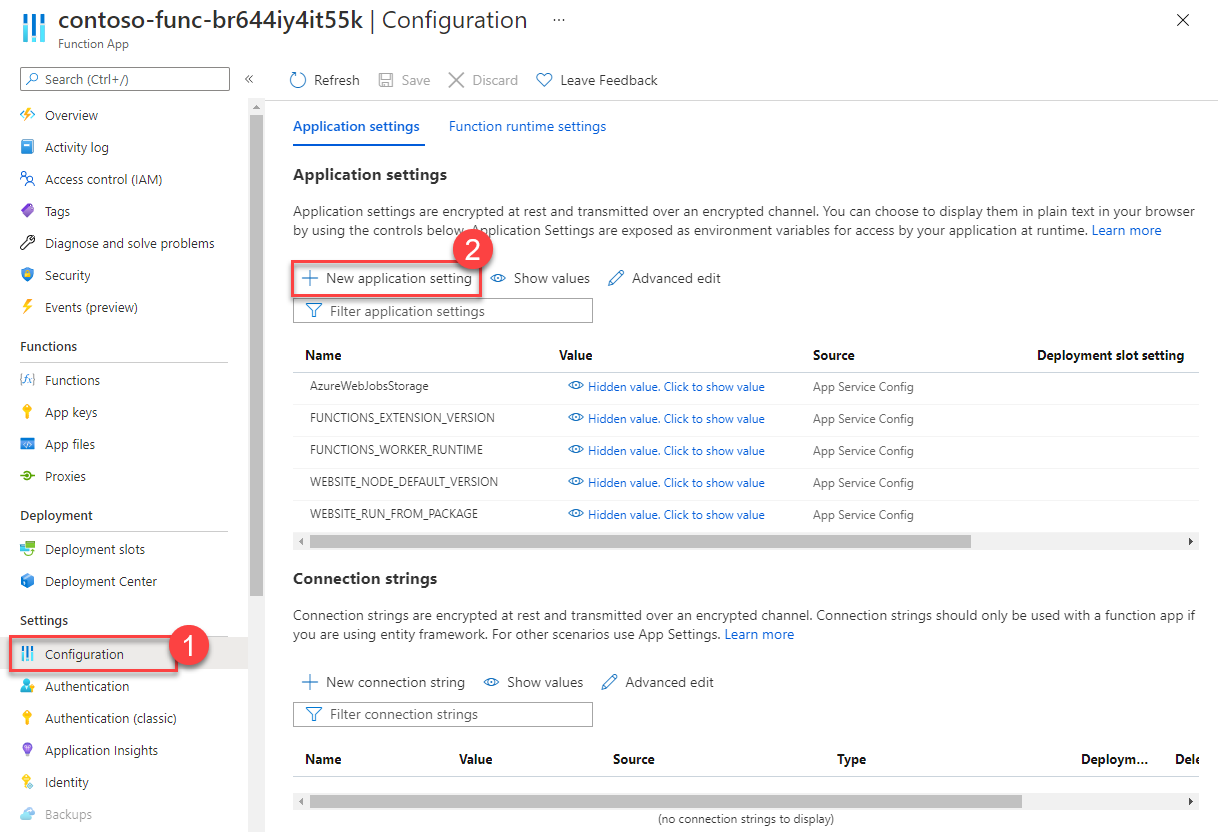 contoso-func-br644iy4it55k | Configuration ...
Function App
Search (Ctrl+/)
«
Refresh
Save
Discard
Leave Feedback
Overview
Activity log
Access control (IAM)
Tags
Diagnose and solve problems
Security
Events (preview)
Functions
Functions
App keys
App files
Proxies
Deployment
Deployment slots
Deployment Center
Settings
Configuration
1
Authentication
Authentication (classic)
Application Insights
Identity
Backups
Application settings
Function runtime settings
Application settings
Application settings are encrypted at rest and transmitted over an encrypted channel. You can choose to display them in plain text in your browser
by using the controls below. Application Settings are exposed as environment variables for access by your application at runtime. Learn more
2
New application setting
Show values
Advanced edit
Filter application settings
Name Value Source Deployment slot setting
AzureWebJobsStorage Hidden value. Click to show value App Service Config
FUNCTIONS_EXTENSION_VERSION Hidden value. Click to show value App Service Config
FUNCTIONS_WORKER_RUNTIME Hidden value. Click to show value App Service Config
WEBSITE_NODE_DEFAULT_VERSION Hidden value. Click to show value App Service Config
WEBSITE_RUN_FROM_PACKAGE Hidden value. Click to show value App Service Config
Connection strings
Connection strings are encrypted at rest and transmitted over an encrypted channel. Connection strings should only be used with a function app if
you are using entity framework. For other scenarios use App Settings. Learn more
New connection string
Show values
Advanced edit
Filter connection strings
Name Value Source Type Deploym... Dele
(no connection strings to display)